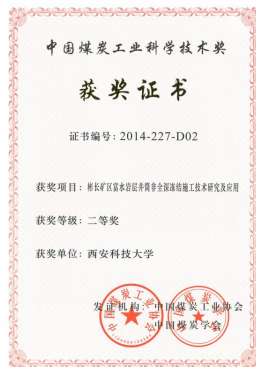 中国煤炭工业科学技术奖
获奖证书
证书编号：2014-227-D02
获奖项目：彬长矿区富水岩层井筒非全深冻结施工技术研究及应用
获奖等级：二等奖
获奖单位：西安科技大学
发证机构：中国煤炭工业协会
中国煤炭学会